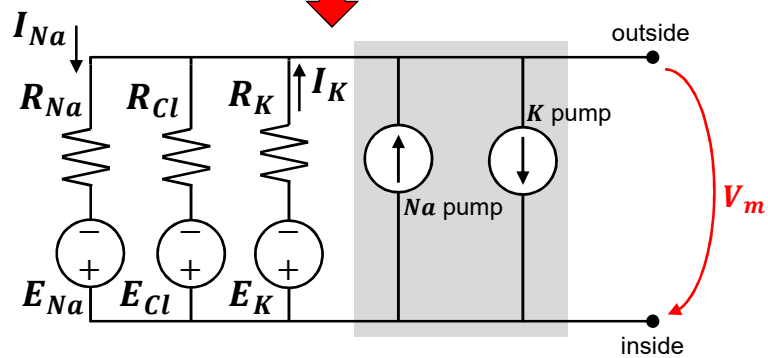 I_Na
outside
R_Na
R_Cl
R_K
I_K
K pump
Na pump
V_m
−
−
−
+
+
+
E_Na
E_Cl
E_K
inside